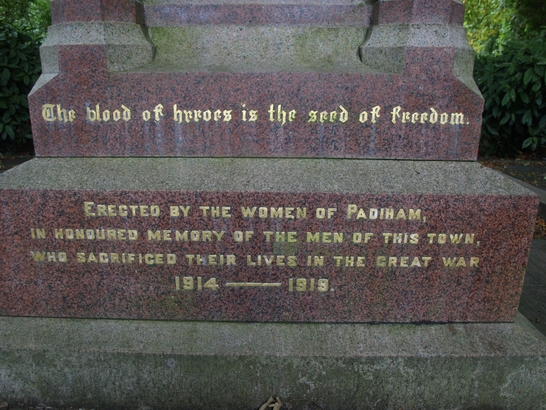 The blood of heroes is the seed of freedom.
ERECTED BY THE WOMEN OF PADIHAM,
IN HONOURED MEMORY OF THE MEN OF THIS TOWN,
WHO SACRIFICED THEIR LIVES IN THE GREAT WAR
1914 — 1919.